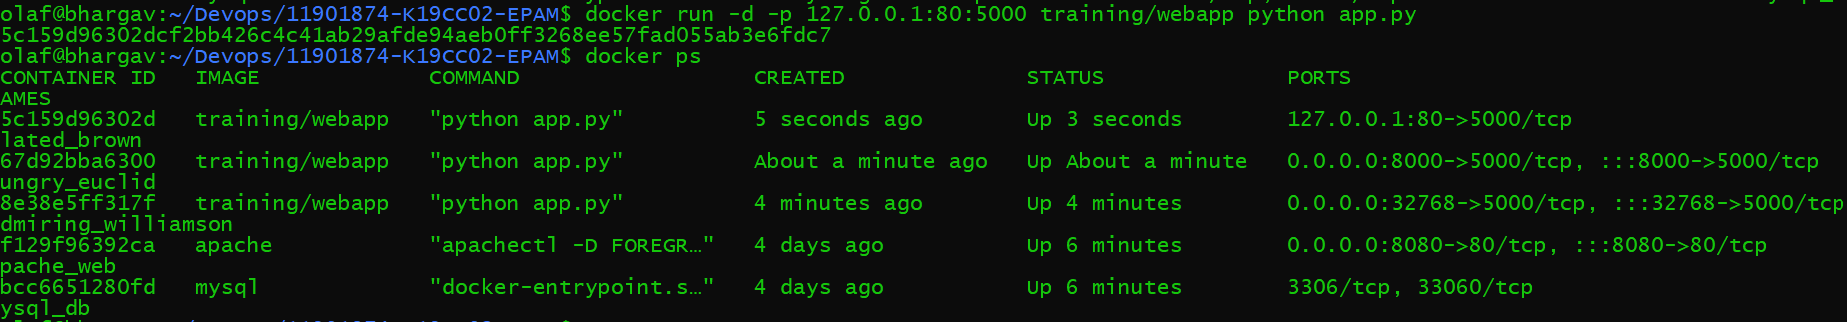 olaf@bhargav:~/Devops/11901874-K19CC02-EPAM$ docker run -d -p 127.0.0.1:80:5000 training/webapp python app.py
5c159d96302dcf2bb426c4c41ab29afde94aeb0ff3268ee57fad055ab3e6fdc7
olaf@bhargav:~/Devops/11901874-K19CC02-EPAM$ docker ps
CONTAINER ID   IMAGE             COMMAND                  CREATED              STATUS              PORTS
AMES
5c159d96302d   training/webapp   "python app.py"          5 seconds ago        Up 3 seconds        127.0.0.1:80->5000/tcp
lated_brown
67d92bba6300   training/webapp   "python app.py"          About a minute ago   Up About a minute   0.0.0.0:8000->5000/tcp, :::8000->5000/tcp
ungry_euclid
8e38e5ff317f   training/webapp   "python app.py"          4 minutes ago        Up 4 minutes        0.0.0.0:32768->5000/tcp, :::32768->5000/tcp
dmiring_williamson
f129f96392ca   apache            "apachectl -D FOREGR…"   4 days ago           Up 6 minutes        0.0.0.0:8080->80/tcp, :::8080->80/tcp
pache_web
bcc6651280fd   mysql             "docker-entrypoint.s…"   4 days ago           Up 6 minutes        3306/tcp, 33060/tcp
ysql_db